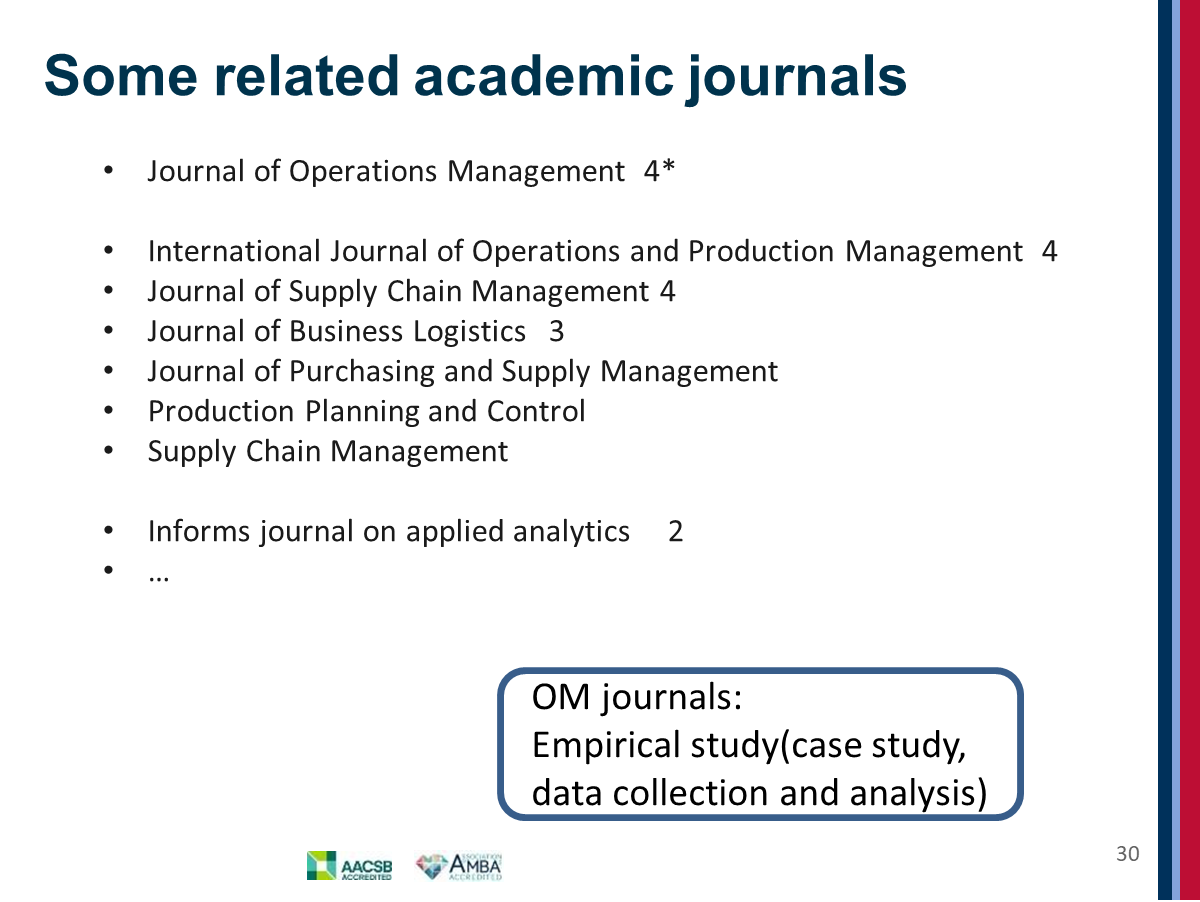 Some related academic journals
• Journal of Operations Management 4*
• International Journal of Operations and Production Management 4
• Journal of Supply Chain Management 4
• Journal of Business Logistics 3
• Journal of Purchasing and Supply Management
• Production Planning and Control
• Supply Chain Management
• Informs journal on applied analytics 2
• ...
OM journals:
Empirical study(case study,
data collection and analysis)
AACSB
ACCREDITED
ASSOCIATION
AMBA
ACCREDITED
30